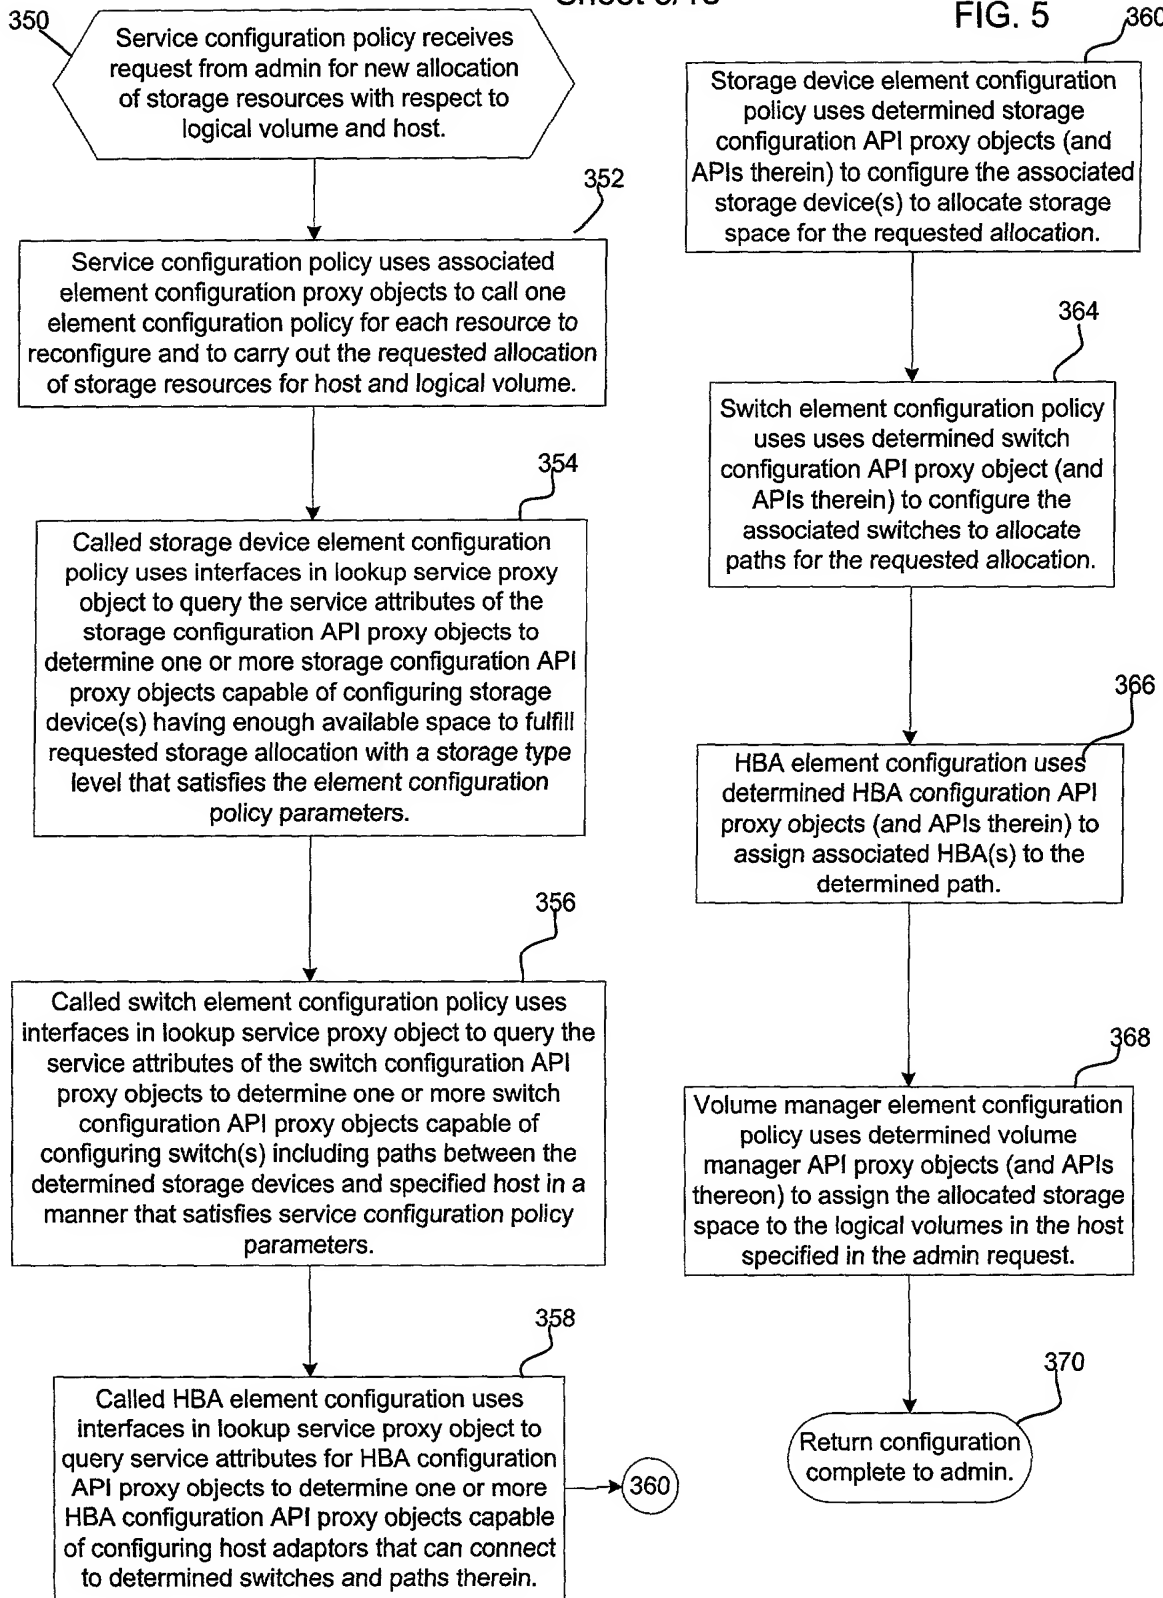 FIG. 5
350
Service configuration policy receives
request from admin for new allocation
of storage resources with respect to
logical volume and host.
352
Service configuration policy uses associated
element configuration proxy objects to call one
element configuration policy for each resource to
reconfigure and to carry out the requested allocation
of storage resources for host and logical volume.
354
Called storage device element configuration
policy uses interfaces in lookup service proxy
object to query the service attributes of the
storage configuration API proxy objects to
determine one or more storage configuration API
proxy objects capable of configuring storage
device(s) having enough available space to fulfill
requested storage allocation with a storage type
level that satisfies the element configuration
policy parameters.
356
Called switch element configuration policy uses
interfaces in lookup service proxy object to query the
service attributes of the switch configuration API
proxy objects to determine one or more switch
configuration API proxy objects capable of
configuring switch(s) including paths between the
determined storage devices and specified host in a
manner that satisfies service configuration policy
parameters.
358
Called HBA element configuration uses
interfaces in lookup service proxy object to
query service attributes for HBA configuration
API proxy objects to determine one or more
HBA configuration API proxy objects capable
of configuring host adaptors that can connect
to determined switches and paths therein.
360
360
Storage device element configuration
policy uses determined storage
configuration API proxy objects (and
APIs therein) to configure the associated
storage device(s) to allocate storage
space for the requested allocation.
364
Switch element configuration policy
uses uses determined switch
configuration API proxy object (and
APIs therein) to configure the
associated switches to allocate
paths for the requested allocation.
366
HBA element configuration uses
determined HBA configuration API
proxy objects (and APIs therein) to
assign associated HBA(s) to the
determined path.
368
Volume manager element configuration
policy uses determined volume
manager API proxy objects (and APIs
thereon) to assign the allocated storage
space to the logical volumes in the host
specified in the admin request.
370
Return configuration
complete to admin.